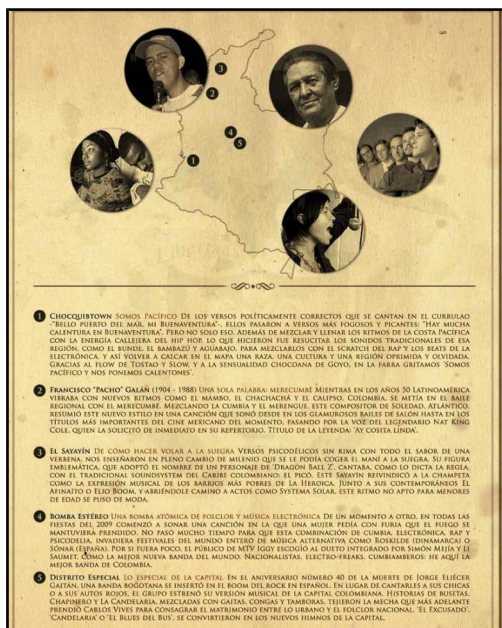 3
2
4
5
1
1 Chocquibtown Somos Pacífico De los versos políticamente correctos que se cantan en el currulao
-"Bello puerto del mar, mi Buenaventura"-, ellos pasaron a versos más fogosos y picantes: "Hay mucha
calentura en Buenaventura". Pero no solo eso. Además de mezclar y llenar los ritmos de la costa Pacífica
con la energía callejera del hip hop, lo que hicieron fue resucitar los sonidos tradicionales de esa
región, como el bunde, el bambazú y aguabajo, para mezclarlos con el scratch del rap y los beats de la
electrónica, y así volver a calcar en el mapa una raza, una cultura y una región oprimida y olvidada.
Gracias al flow de Tostao y Slow, y a la sensualidad chocoana de Goyo, en la farra gritamos 'Somos
Pacífico y nos ponemos calentones'.
2 Francisco "Pacho" Galán (1904 - 1988) Una sola palabra: merecumbé Mientras en los años 50 Latinoamérica
vibraba con nuevos ritmos como el mambo, el chachachá y el calipso, Colombia, se metía en el baile
regional con el merecumbé. Mezclando la cumbia y el merengue, este compositor de Soledad, Atlántico,
resumió este nuevo estilo en una canción que sonó desde en los glamurosos bailes de salón hasta en los
títulos más importantes del cine mexicano del momento, pasando por la voz del legendario Nat King
Cole, quien la solicitó de inmediato en su repertorio. Título de la leyenda: 'Ay cosita linda'.
3 El Sayayín De cómo hacer volar a la suegra Versos psicodélicos sin rima con todo el sabor de una
verbena, nos enseñaron en pleno cambio de milenio que se le podía coger el maní a la suegra. Su figura
emblemática, que adoptó el nombre de un personaje de 'Dragon Ball Z', cantaba, como lo dicta la regla,
con el tradicional soundsystem del Caribe colombiano: el picó. Este Sayayín reivindicó a la champeta
como la expresión musical de los barrios más pobres de La Heroica. Junto a sus contemporáneos El
Afinaíto o Elio Boom, y abriéndole camino a actos como Systema Solar, este ritmo no apto para menores
de edad se puso de moda.
4 Bomba Estéreo Una bomba atómica de folclor y música electrónica De un momento a otro, en todas las
fiestas del 2009 comenzó a sonar una canción en la que una mujer pedía con furia que el fuego se
mantuviera prendido. No pasó mucho tiempo para que esta combinación de cumbia, electrónica, rap y
psicodelia, invadiera festivales del mundo entero de música alternativa como Roskilde (Dinamarca) o
Sónar (España). Por si fuera poco, el público de MTV Iggy escogió al dueto integrado por Simón Mejía y Li
Saumet, como la mejor nueva banda del mundo. Nacionalistas, electro-freaks, cumbiamberos: he aquí la
mejor banda de Colombia.
5 Distrito Especial Lo especial de la capital En el aniversario número 40 de la muerte de Jorge Eliécer
Gaitán, una banda bogotana se insertó en el boom del rock en español. En lugar de cantarles a sus chicas
o a sus autos rojos, el grupo estrenó su versión musical de la capital colombiana. Historias de busetas,
Chapinero y La Candelaria, mezcladas con gaitas, congas y tamboras, tejieron la mecha que más adelante
prendió Carlos Vives para consagrar el matrimonio entre lo urbano y el folclor nacional. 'El Excusado',
'Candelaria' o 'El Blues del Bus', se convirtieron en los nuevos himnos de la capital.